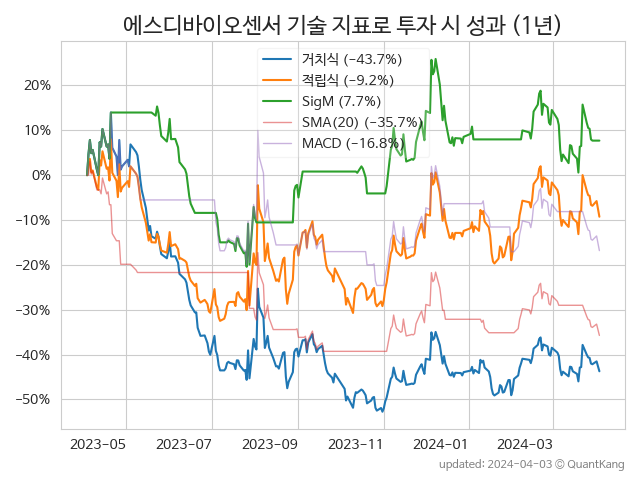 에스디바이오센서 기술 지표로 투자 시 성과 (1년)
거치식 (−43.7%)
적립식 (−9.2%)
SigM (7.7%)
SMA(20) (−35.7%)
MACD (−16.8%)
20%
10%
0%
−10%
−20%
−30%
−40%
−50%
2023-05 2023-07 2023-09 2023-11 2024-01 2024-03
updated: 2024-04-03 © QuantKang